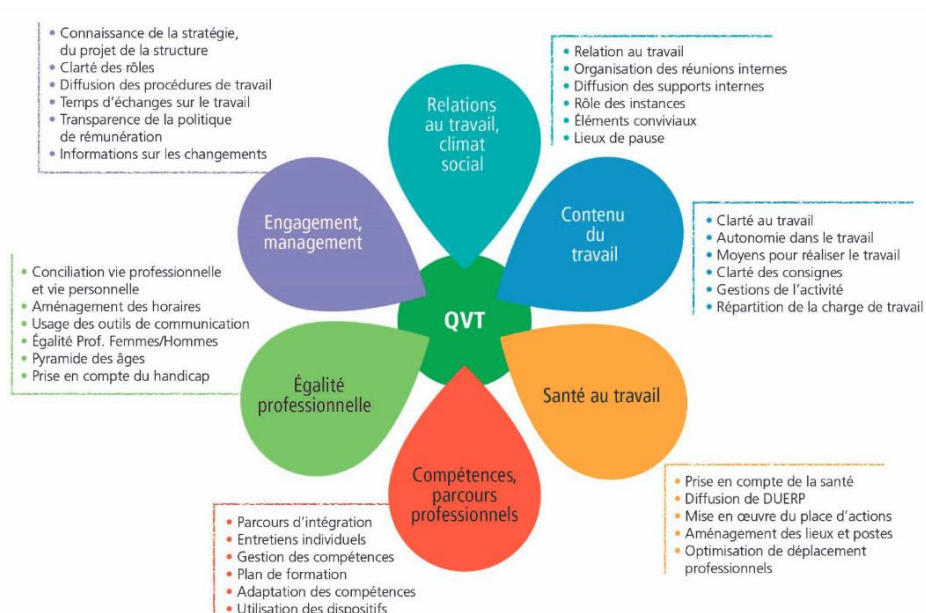 • Connaissance de la stratégie,
du projet de la structure
• Clarté des rôles
• Diffusion des procédures de travail
• Temps d'échanges sur le travail
• Transparence de la politique
de rémunération
• Informations sur les changements
Relations
au travail,
climat
social
• Relation au travail
• Organisation des réunions internes
• Diffusion des supports internes
• Rôle des instances
• Éléments conviviaux
• Lieux de pause
Engagement,
management
Contenu
du
travail
• Clarté au travail
• Autonomie dans le travail
• Moyens pour réaliser le travail
• Clarté des consignes
• Gestions de l'activité
• Répartition de la charge de travail
QVT
• Conciliation vie professionnelle
et vie personnelle
• Aménagement des horaires
• Usage des outils de communication
• Égalité Prof. Femmes/Hommes
• Pyramide des âges
• Prise en compte du handicap
Égalité
professionnelle
Santé au travail
• Prise en compte de la santé
• Diffusion de DUERP
• Mise en œuvre du place d'actions
• Aménagement des lieux et postes
• Optimisation de déplacement
professionnels
Compétences,
parcours
professionnels
• Parcours d'intégration
• Entretiens individuels
• Gestion des compétences
• Plan de formation
• Adaptation des compétences
• Utilisation des dispositifs